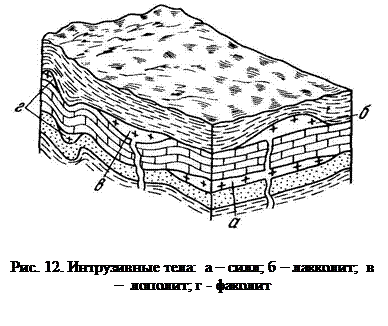 г
б
в
а
Рис. 12. Интрузивные тела: а – силл; б – лакколит; в
– лополит; г - факолит